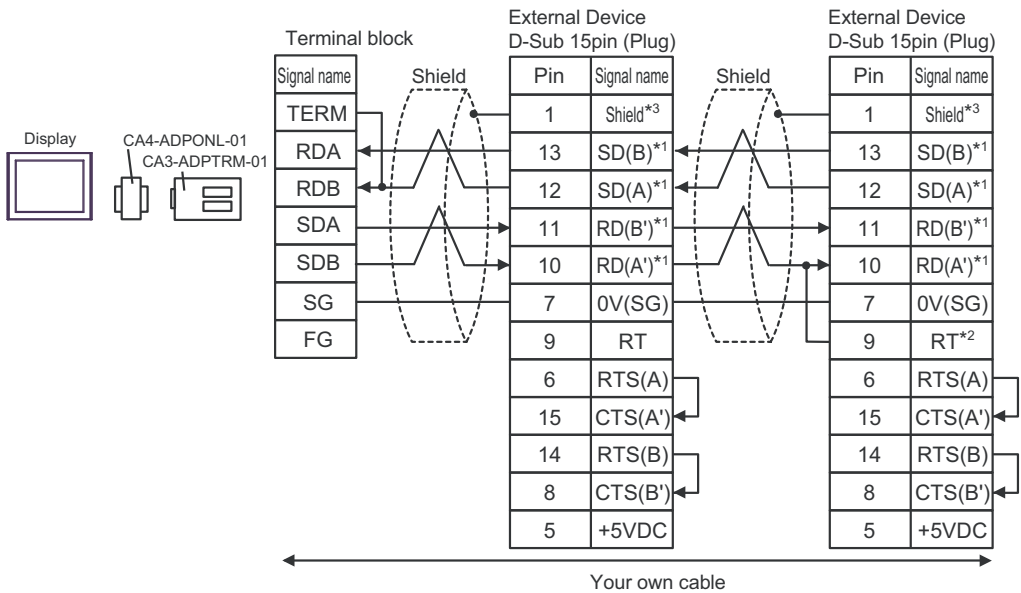 External Device
D-Sub 15pin (Plug)
External Device
D-Sub 15pin (Plug)
Terminal block
Signal name
Shield
Pin
Signal name
Shield
Pin
Signal name
TERM
1
Shield*3
1
Shield*3
Display
CA4-ADPONL-01
CA3-ADPTRM-01
RDA
13
SD(B)*1
13
SD(B)*1
RDB
12
SD(A)*1
12
SD(A)*1
SDA
11
RD(B')*1
11
RD(B')*1
SDB
10
RD(A')*1
10
RD(A')*1
SG
7
0V(SG)
7
0V(SG)
FG
9
RT
9
RT*2
6
RTS(A)
6
RTS(A)
15
CTS(A')
15
CTS(A')
14
RTS(B)
14
RTS(B)
8
CTS(B')
8
CTS(B')
5
+5VDC
5
+5VDC
Your own cable